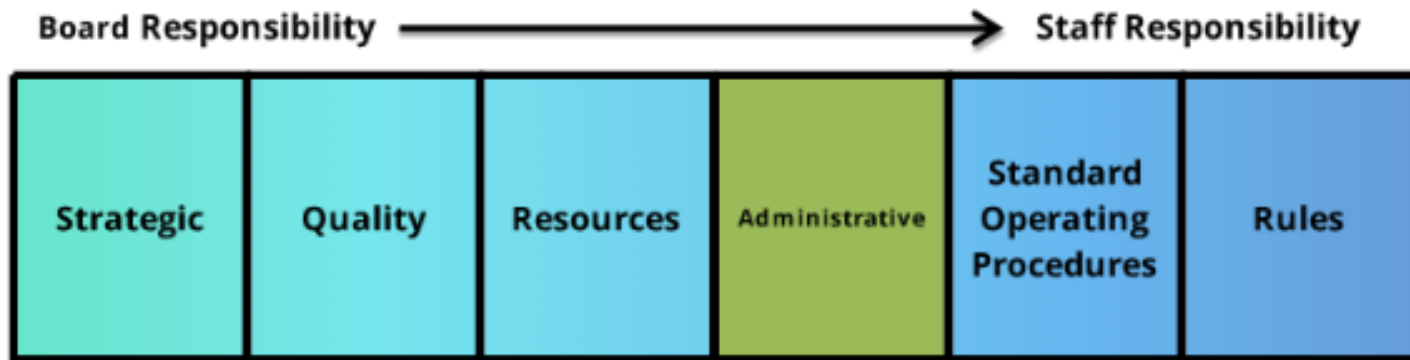 Board Responsibility
Staff Responsibility
Strategic
Quality
Resources
Administrative
Standard
Operating
Procedures
Rules